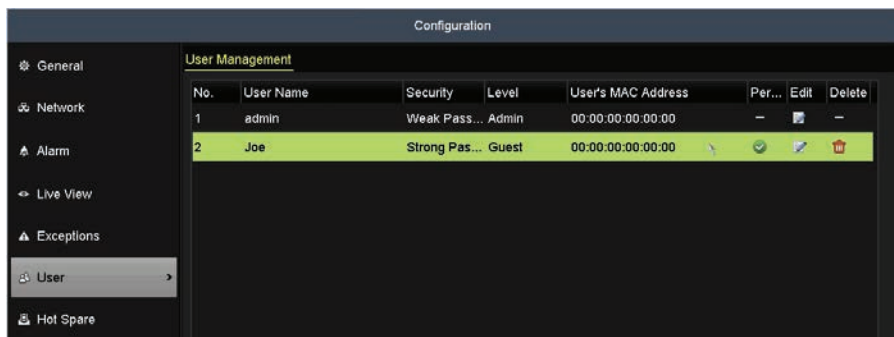 Configuration
General
Network
Alarm
Live View
Exceptions
User
Hot Spare
User Management
No. User Name Security Level User's MAC Address Per... Edit Delete
1 admin Weak Pass... Admin 00:00:00:00:00:00 – –
2 Joe Strong Pas... Guest 00:00:00:00:00:00